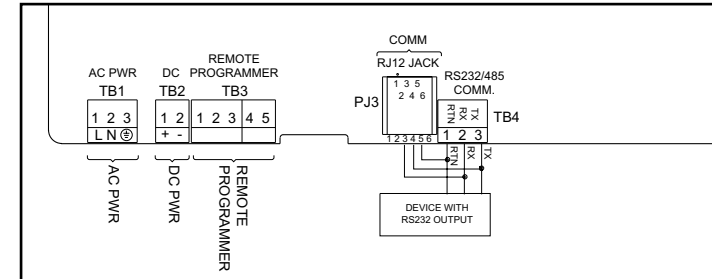 COMM
REMOTE
RJ12 JACK
AC PWR DC PROGRAMMER
RS232/485
COMM.
TB1 TB2 TB3
PJ3
1 3 5
2 4 6
RTN RX TX
TB4
1 2 3 1 2 1 2 3 4 5
L N + -
1 2 3 4 5 6
1 2 3
RTN RX TX
AC PWR
DC PWR
REMOTE
PROGRAMMER
DEVICE WITH
RS232 OUTPUT